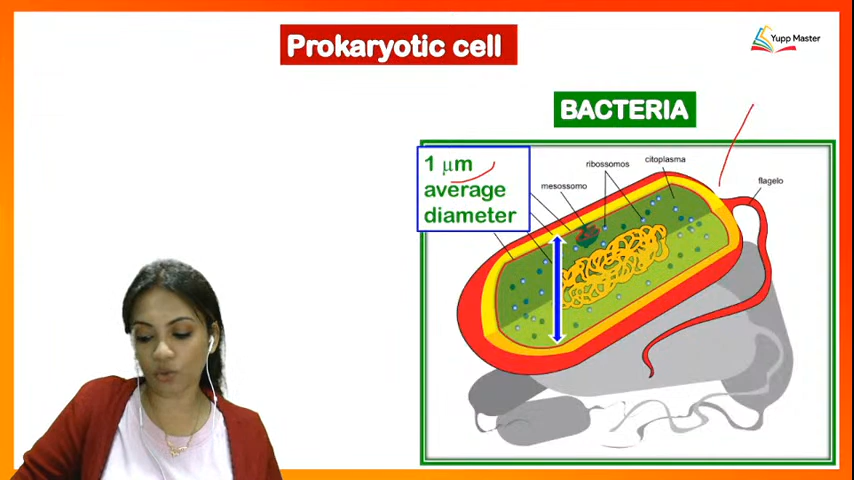 Prokaryotic cell
Yupp Master
BACTERIA
1 μm
average
diameter
mesossomo
ribossomos
citoplasma
flagelo